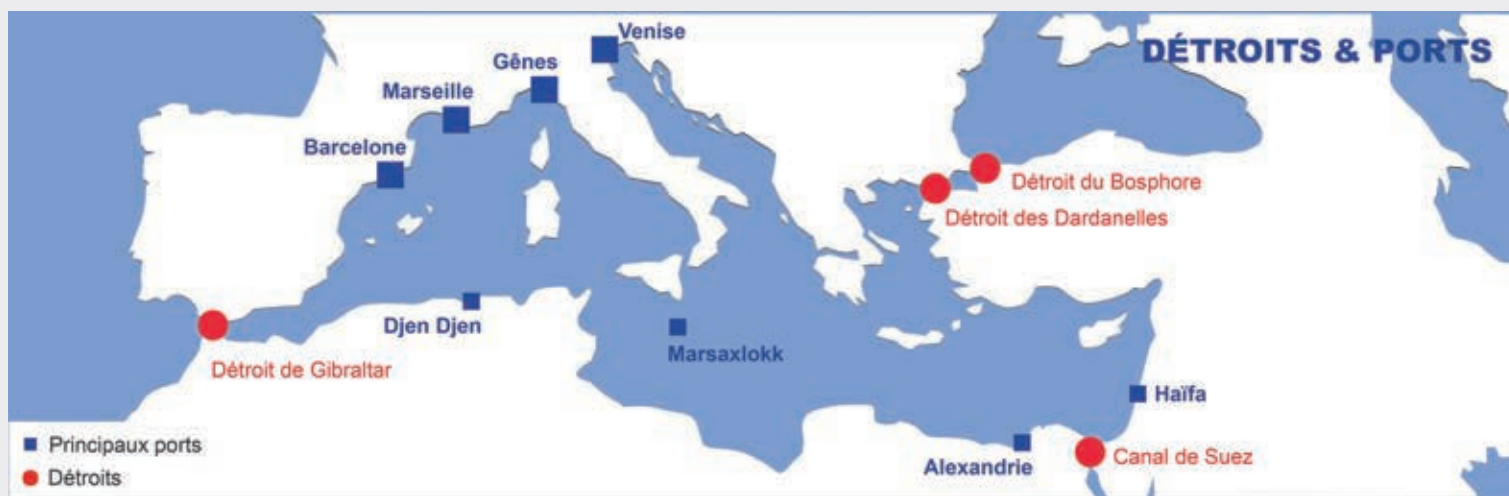 Venise
DÉTROITS & PORTS
Gênes
Marseille
Barcelone
Détroit du Bosphore
Détroit des Dardanelles
Djen Djen
Marsaxlokk
Détroit de Gibraltar
Haïfa
Principaux ports
Alexandrie
Canal de Suez
Détroits